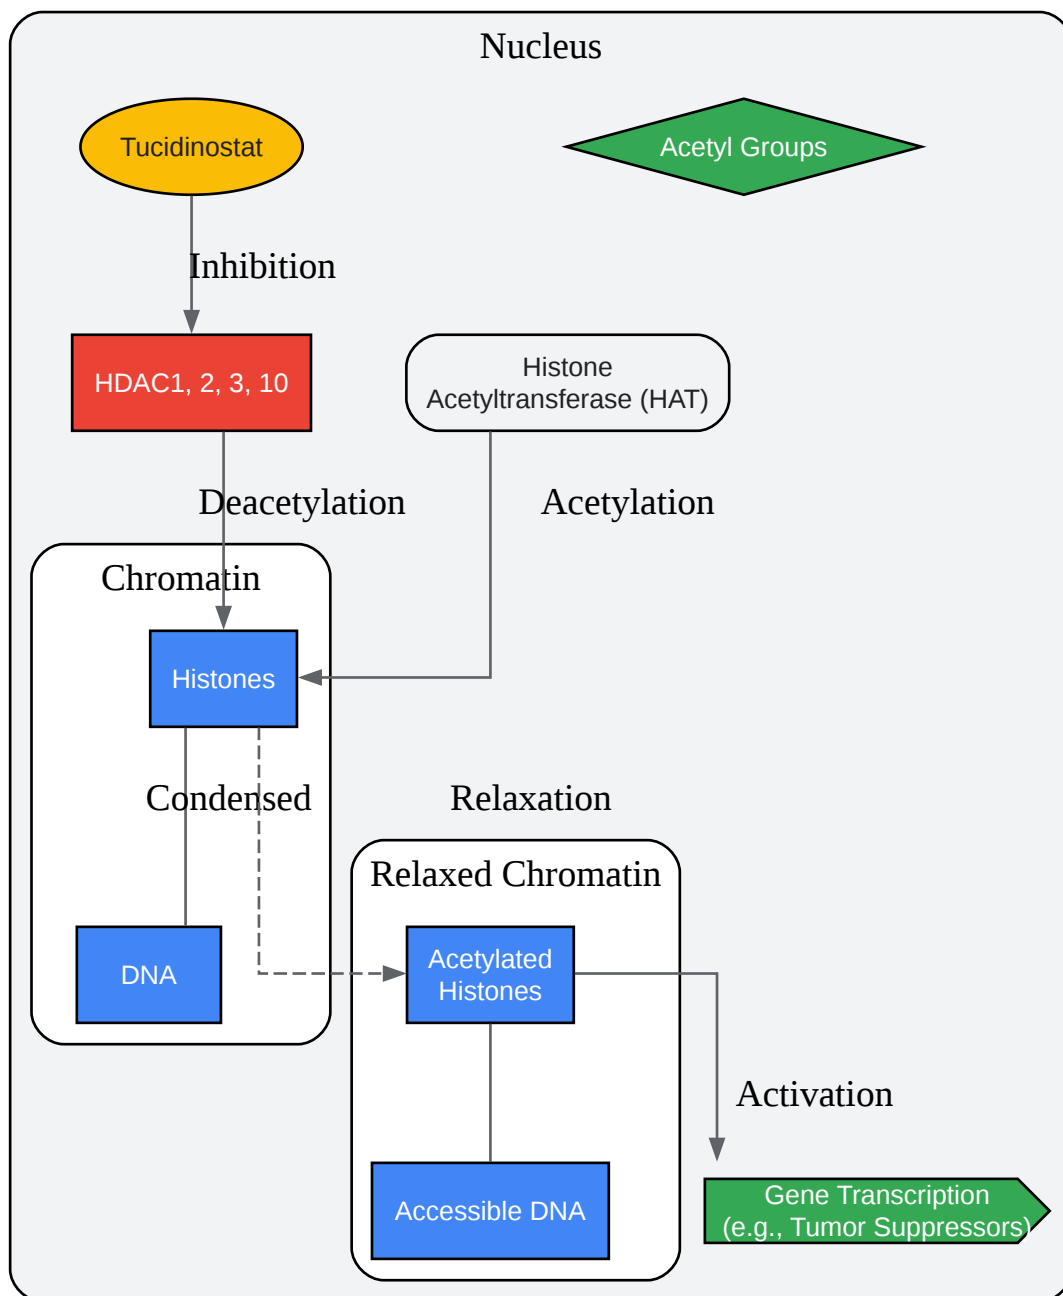 Nucleus
Tucidinostat
Acetyl Groups
Inhibition
HDAC1, 2, 3, 10
Histone
Acetyltransferase (HAT)
Deacetylation
Acetylation
Chromatin
Histones
Condensed
Relaxation
Relaxed Chromatin
DNA
Acetylated
Histones
Activation
Accessible DNA
Gene Transcription
(e.g., Tumor Suppressors)